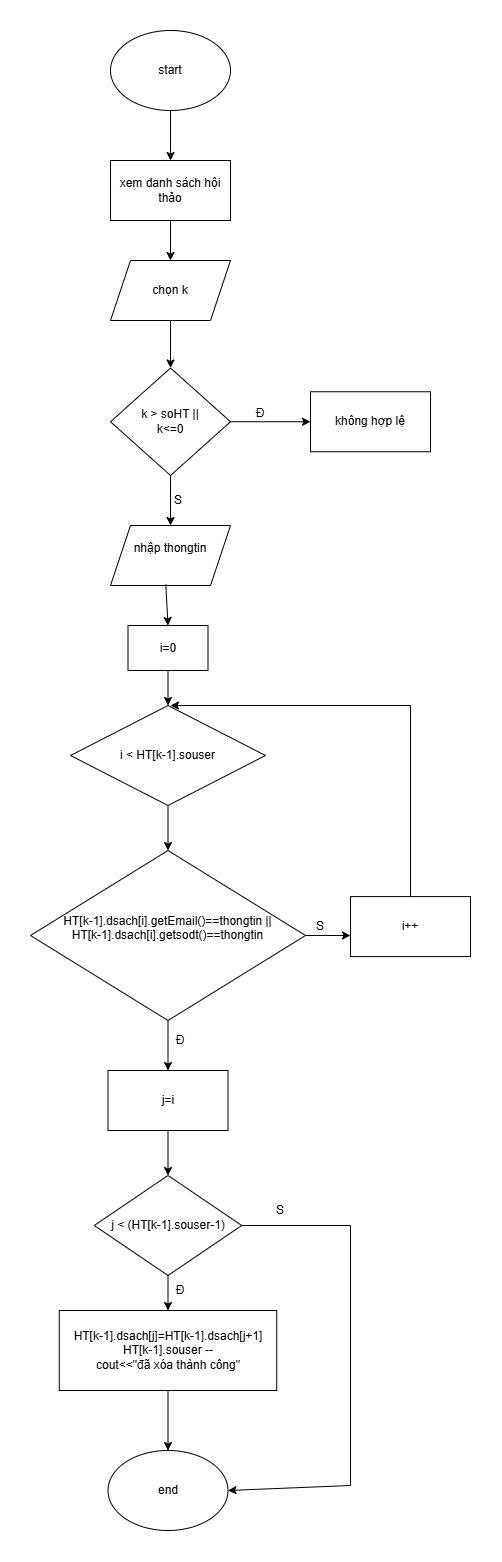 start
xem danh sách hội
thảo
chọn k
k > soHT ||
k<=0
Đ
không hợp lệ
S
nhập thongtin
i=0
i < HT[k-1].souser
HT[k-1].dsach[i].getEmail()==thongtin ||
HT[k-1].dsach[i].getsodt()==thongtin
S
i++
Đ
j=i
j < (HT[k-1].souser-1)
S
Đ
HT[k-1].dsach[j]=HT[k-1].dsach[j+1]
HT[k-1].souser --
cout<<"đã xóa thành công"
end